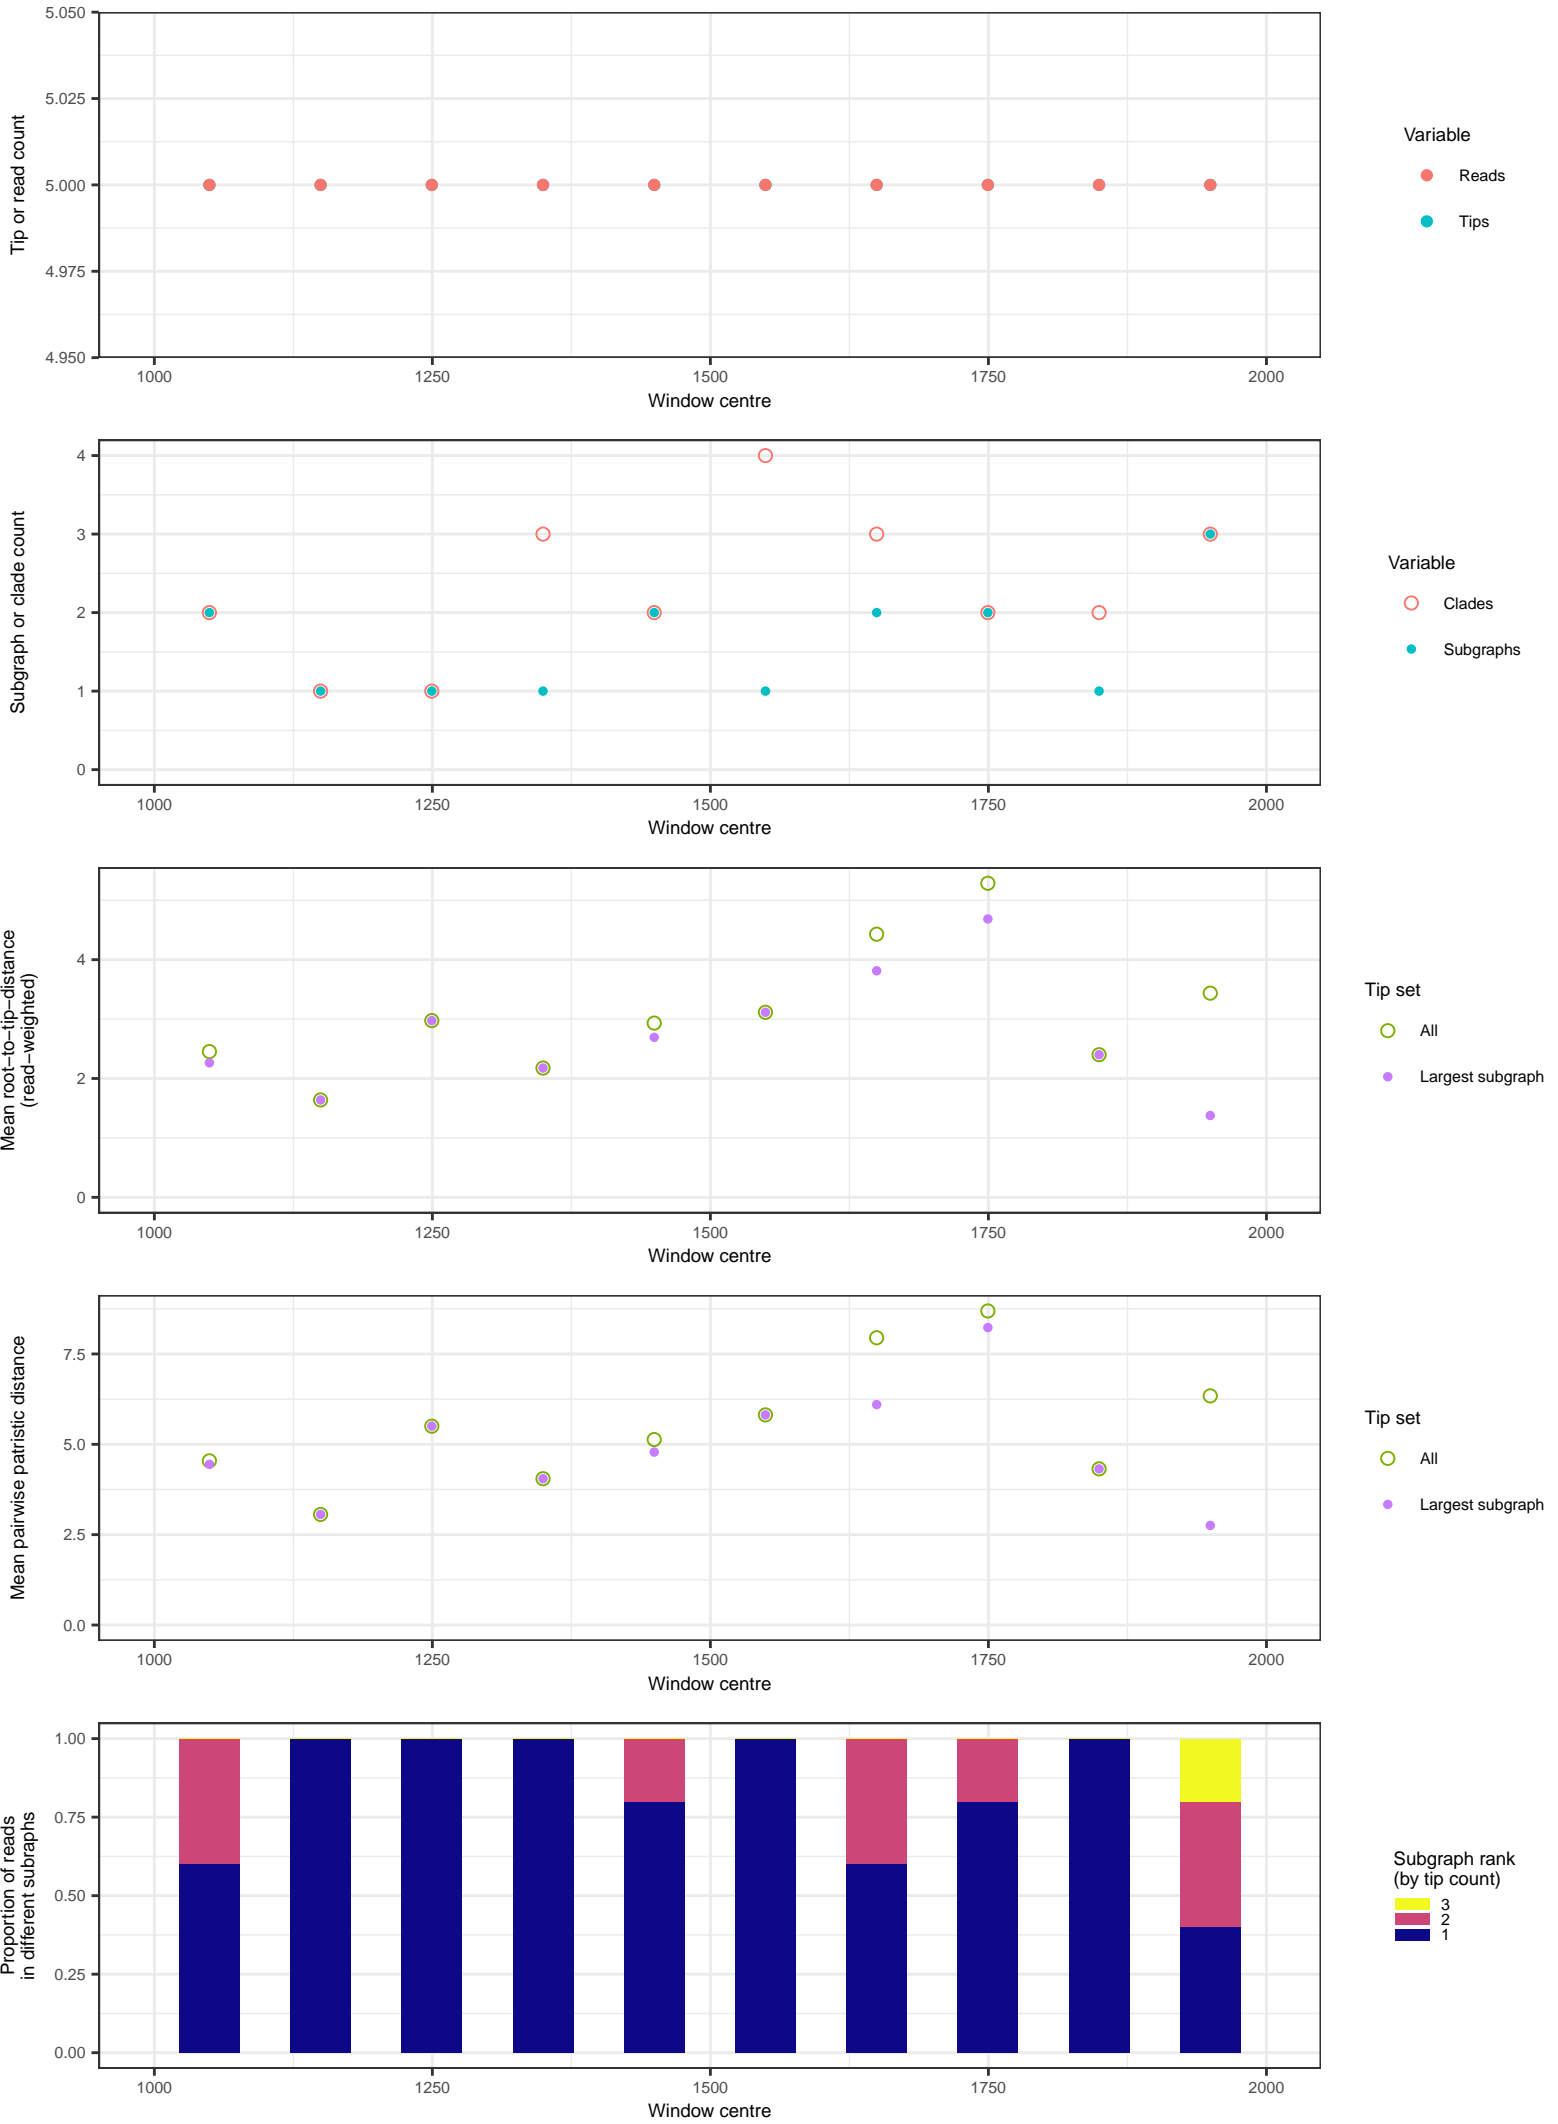 5.050
5.025
5.000
4.975
4.950
Tip or read count
1000 1250 1500 1750 2000
Window centre
Variable
Reads
Tips
4
3
2
1
0
Subgraph or clade count
1000 1250 1500 1750 2000
Window centre
Variable
Clades
Subgraphs
4
2
0
Mean root−to−tip−distance
(read−weighted)
1000 1250 1500 1750 2000
Window centre
Tip set
All
Largest subgraph
7.5
5.0
2.5
0.0
Mean pairwise patristic distance
1000 1250 1500 1750 2000
Window centre
Tip set
All
Largest subgraph
1.00
0.75
0.50
0.25
0.00
Proportion of reads
in different subraphs
1000 1250 1500 1750 2000
Window centre
Subgraph rank
(by tip count)
3
2
1